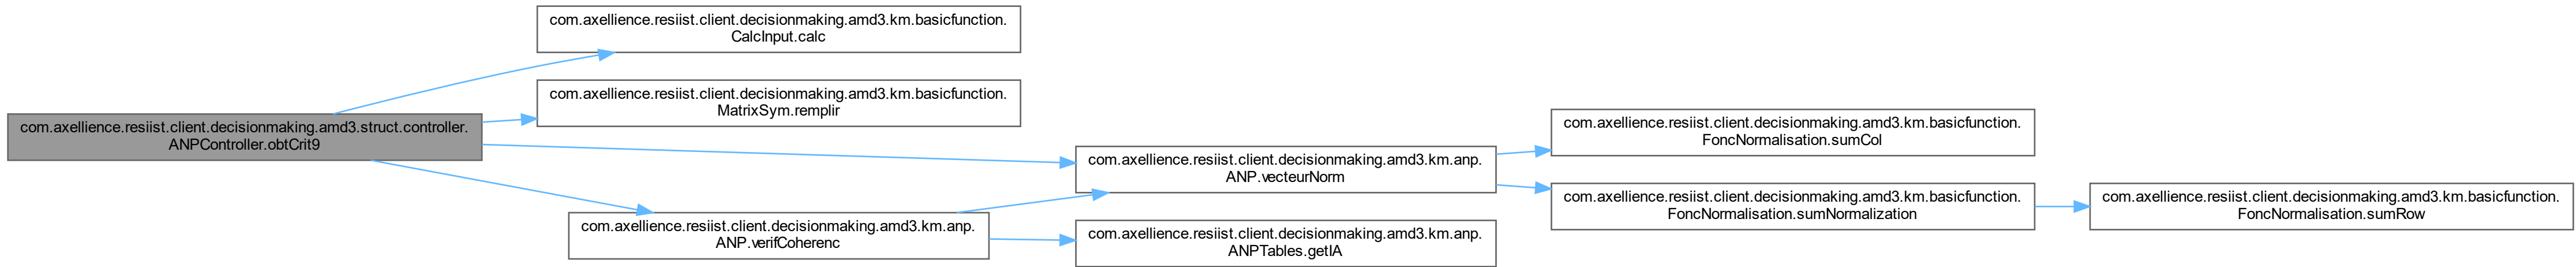 com.axellience.resiist.client.decisionmaking.amd3.struct.controller.
ANPController.obtCrit9
com.axellience.resiist.client.decisionmaking.amd3.km.basicfunction.
CalcInput.calc
com.axellience.resiist.client.decisionmaking.amd3.km.basicfunction.
MatrixSym.remplir
com.axellience.resiist.client.decisionmaking.amd3.km.anp.
ANP.verifCoherenc
com.axellience.resiist.client.decisionmaking.amd3.km.anp.
ANP.vecteurNorm
com.axellience.resiist.client.decisionmaking.amd3.km.anp.
ANPTables.getIA
com.axellience.resiist.client.decisionmaking.amd3.km.basicfunction.
FoncNormalisation.sumCol
com.axellience.resiist.client.decisionmaking.amd3.km.basicfunction.
FoncNormalisation.sumNormalization
com.axellience.resiist.client.decisionmaking.amd3.km.basicfunction.
FoncNormalisation.sumRow